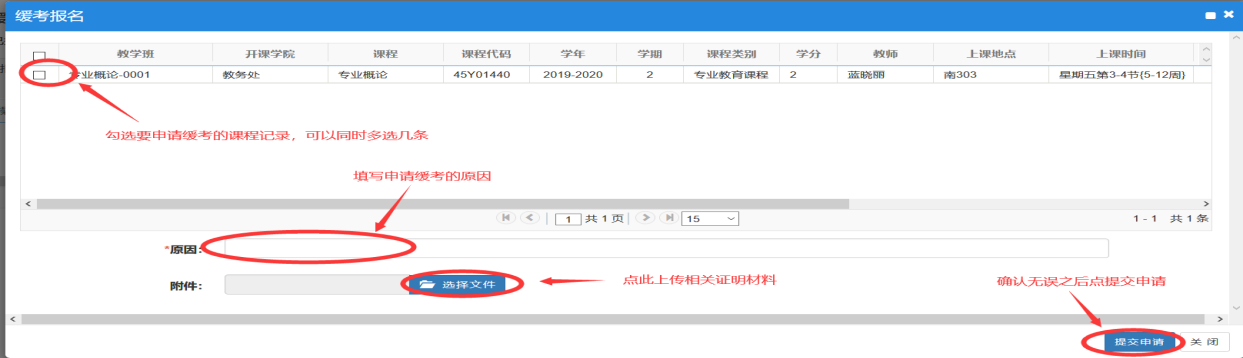 缓考报名
教学班 开课学院 课程 课程代码 学年 学期 课程类别 学分 教师 上课地点 上课时间
专业概论-0001 教务处 专业概论 45Y01440 2019-2020 2 专业教育课程 2 蓝晓丽 南303 星期五第3-4节{5-12周}
勾选要申请缓考的课程记录，可以同时多选几条
填写申请缓考的原因
1 共1页 15 1 - 1 共1条
*原因:
附件: 选择文件 点此上传相关证明材料
确认无误之后点提交申请
提交申请 关 闭